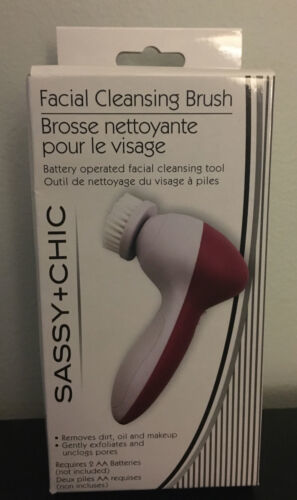 Facial Cleansing Brush
Brosse nettoyante
pour le visage
Battery operated facial cleansing tool
Outil de nettoyage du visage à piles
SASSY+CHIC
• Removes dirt, oil and makeup
• Gently exfoliates and
unclogs pores
Requires 2 AA Batteries
(not included)
Deux piles AA requises
(non incluses)